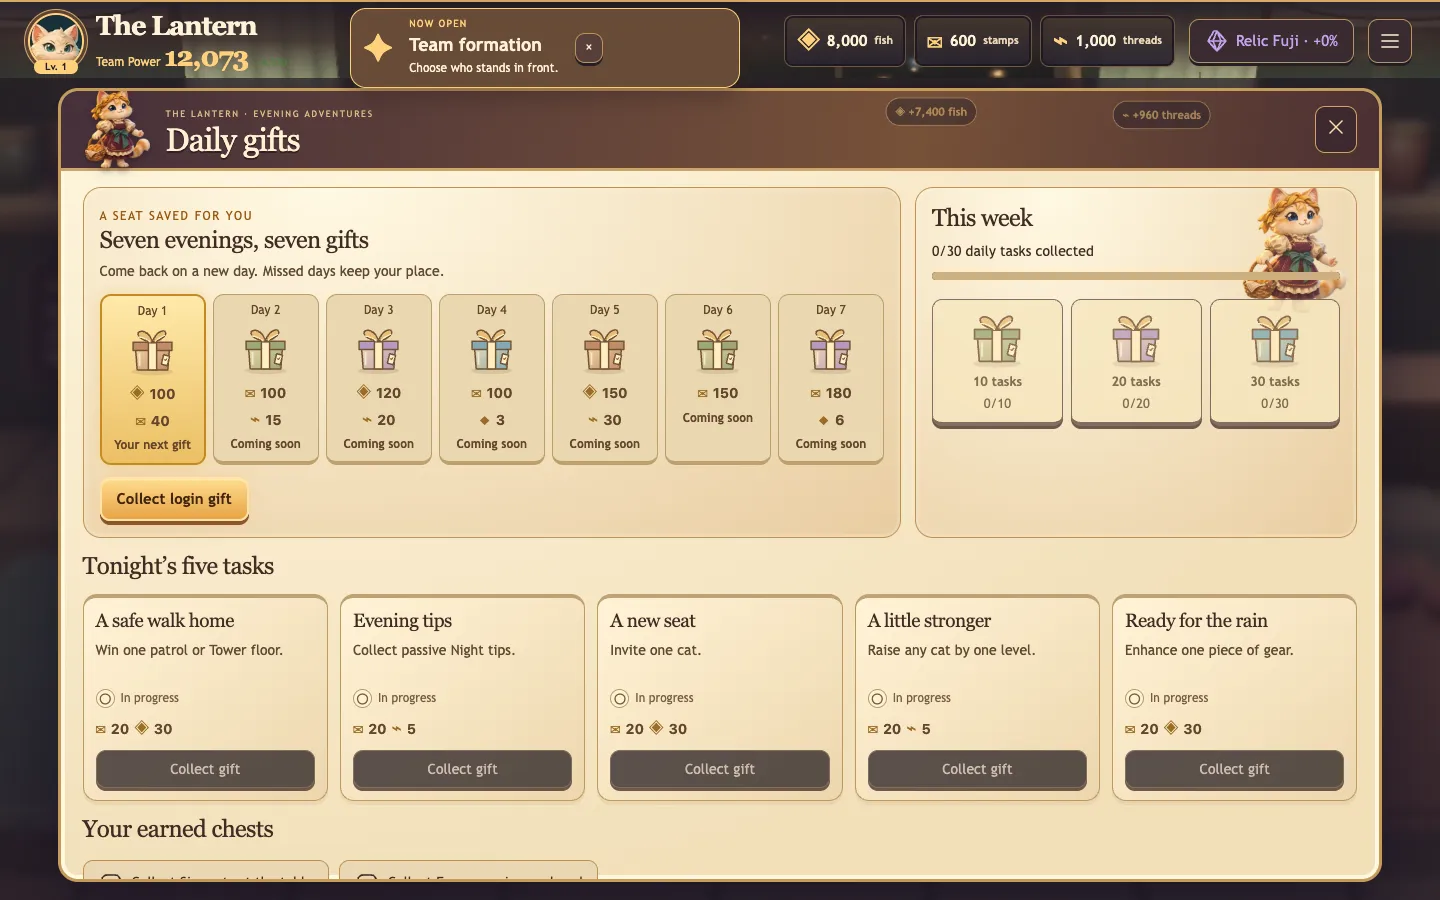 The Lantern
Lv. 1
Team Power 12,073
NOW OPEN
Team formation
Choose who stands in front.
×
8,000 fish
600 stamps
1,000 threads
Relic Fuji · +0%
THE LANTERN · EVENING ADVENTURES
Daily gifts
+7,400 fish
+960 threads
A SEAT SAVED FOR YOU
Seven evenings, seven gifts
Come back on a new day. Missed days keep your place.
Day 1
100
40
Your next gift
Day 2
100
15
Coming soon
Day 3
120
20
Coming soon
Day 4
100
3
Coming soon
Day 5
150
30
Coming soon
Day 6
150
Coming soon
Day 7
180
6
Coming soon
Collect login gift
This week
0/30 daily tasks collected
10 tasks
0/10
20 tasks
0/20
30 tasks
0/30
Tonight’s five tasks
A safe walk home
Win one patrol or Tower floor.
In progress
20 30
Collect gift
Evening tips
Collect passive Night tips.
In progress
20 5
Collect gift
A new seat
Invite one cat.
In progress
20 30
Collect gift
A little stronger
Raise any cat by one level.
In progress
20 5
Collect gift
Ready for the rain
Enhance one piece of gear.
In progress
20 30
Collect gift
Your earned chests